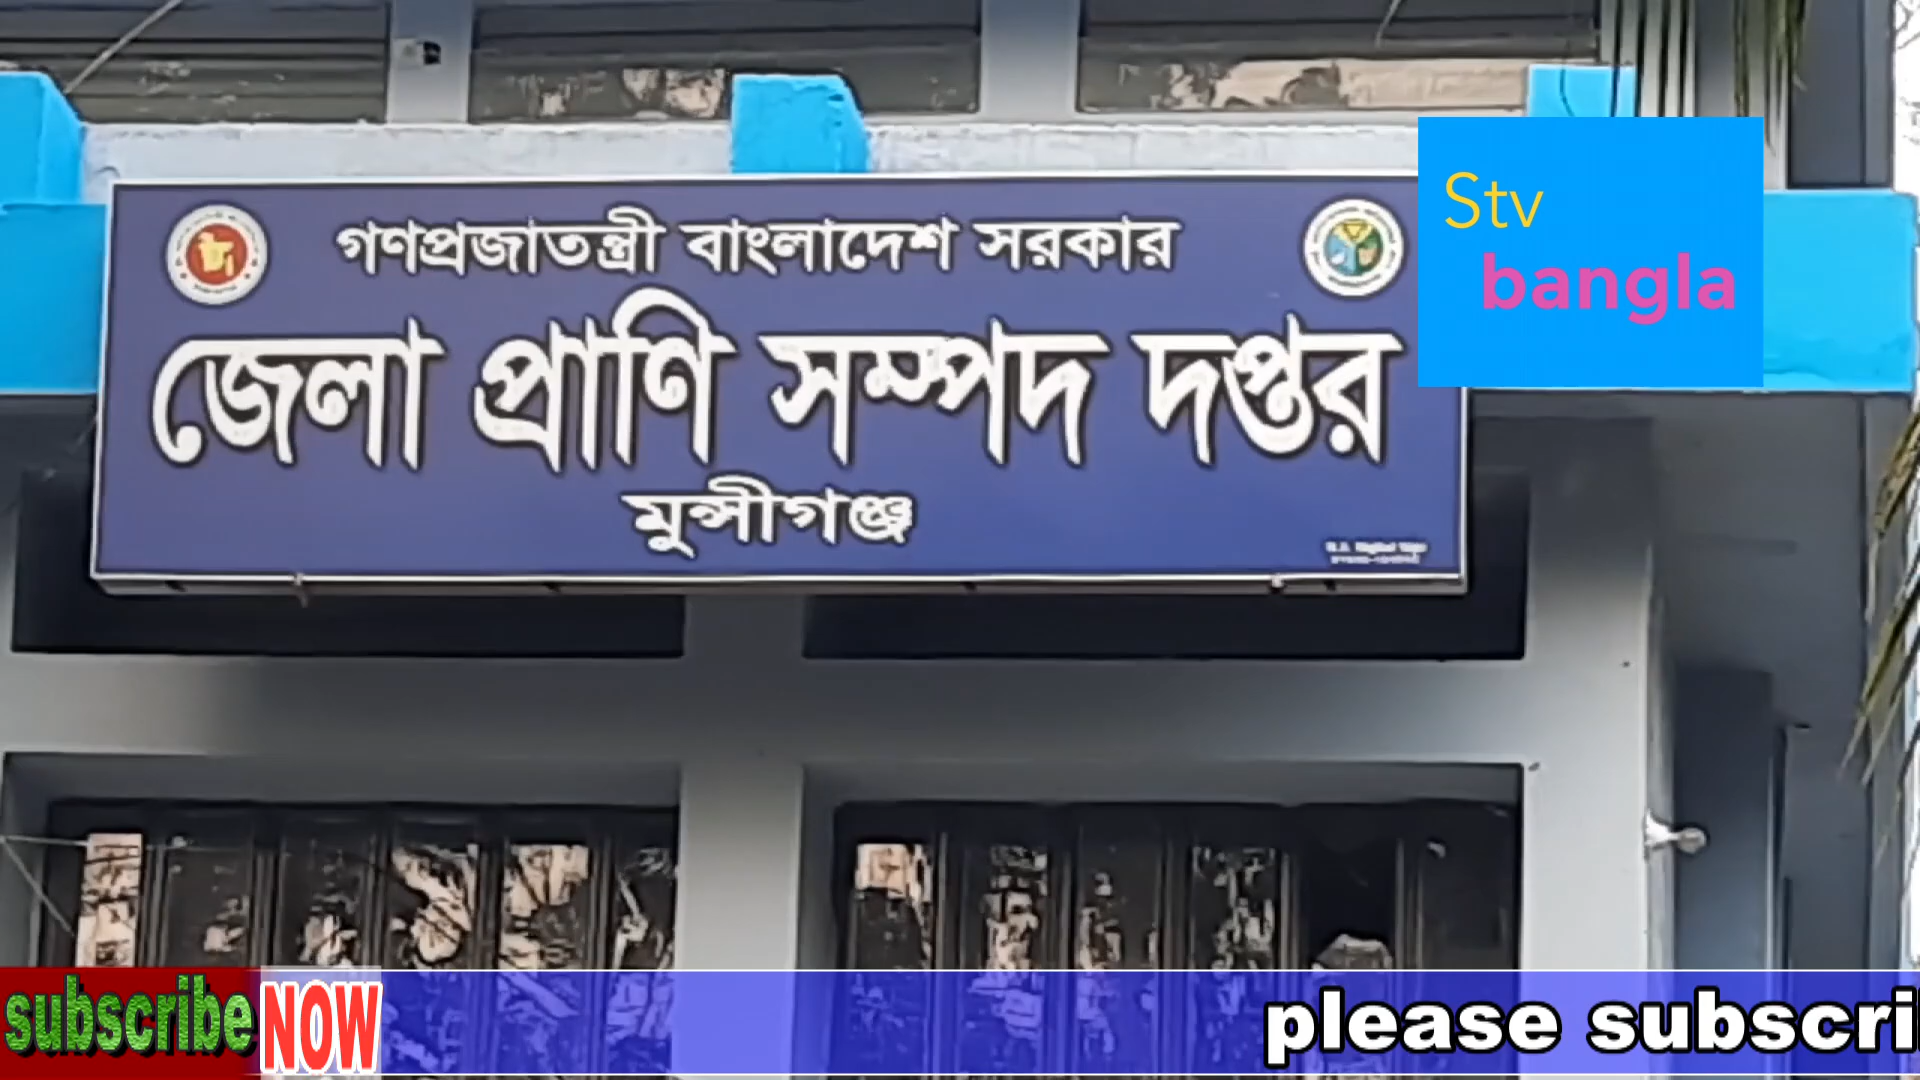 গণপ্রজাতন্ত্রী বাংলাদেশ সরকার
জেলা প্রাণি সম্পদ দপ্তর
মুন্সীগঞ্জ
Stv
bangla
subscribe NOW
please subscri